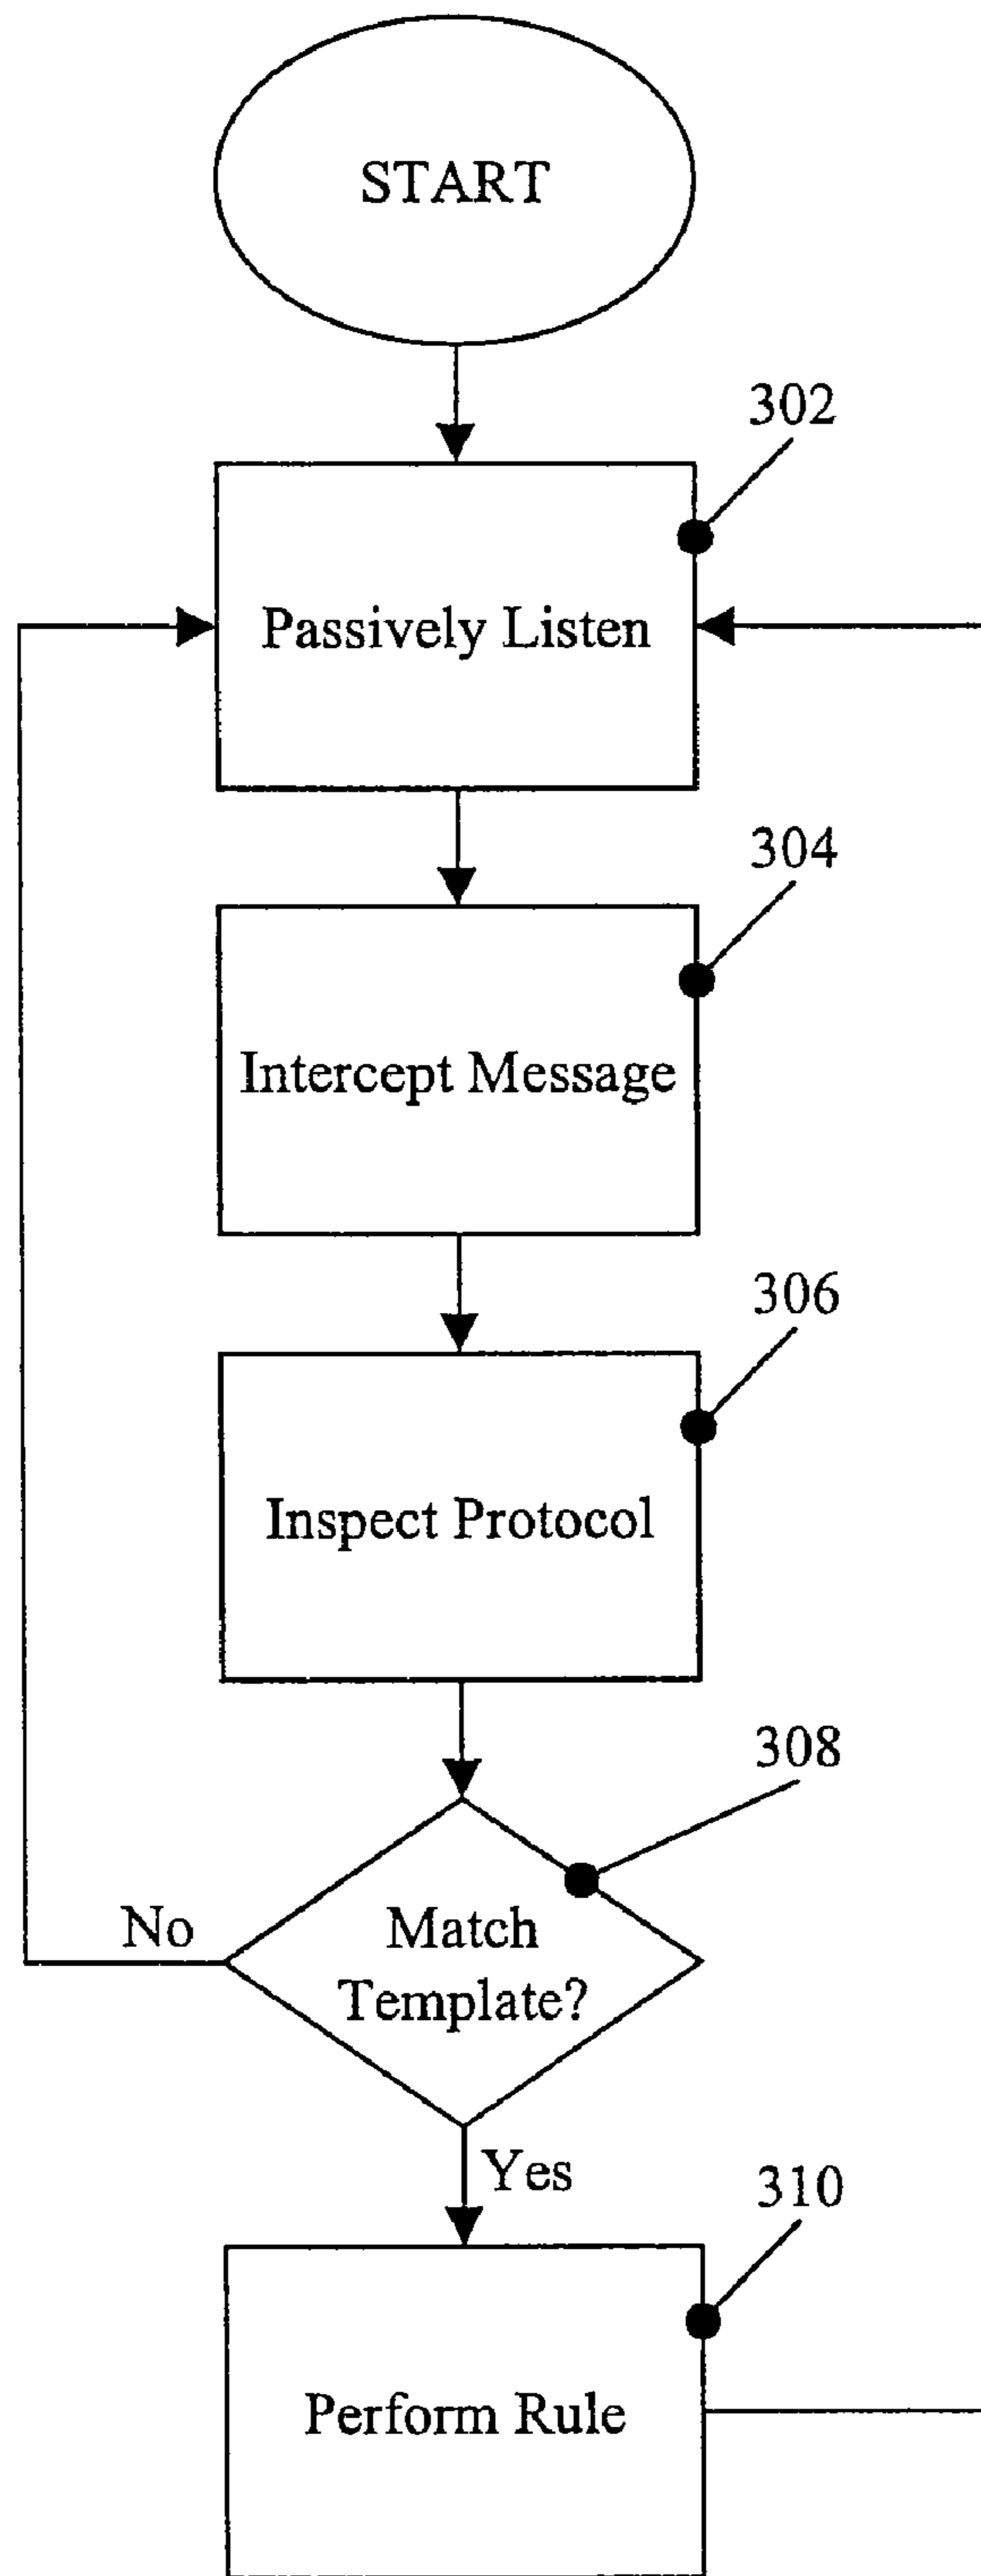 START
302
Passively Listen
304
Intercept Message
306
Inspect Protocol
308
No
Match
Template?
Yes
310
Perform Rule